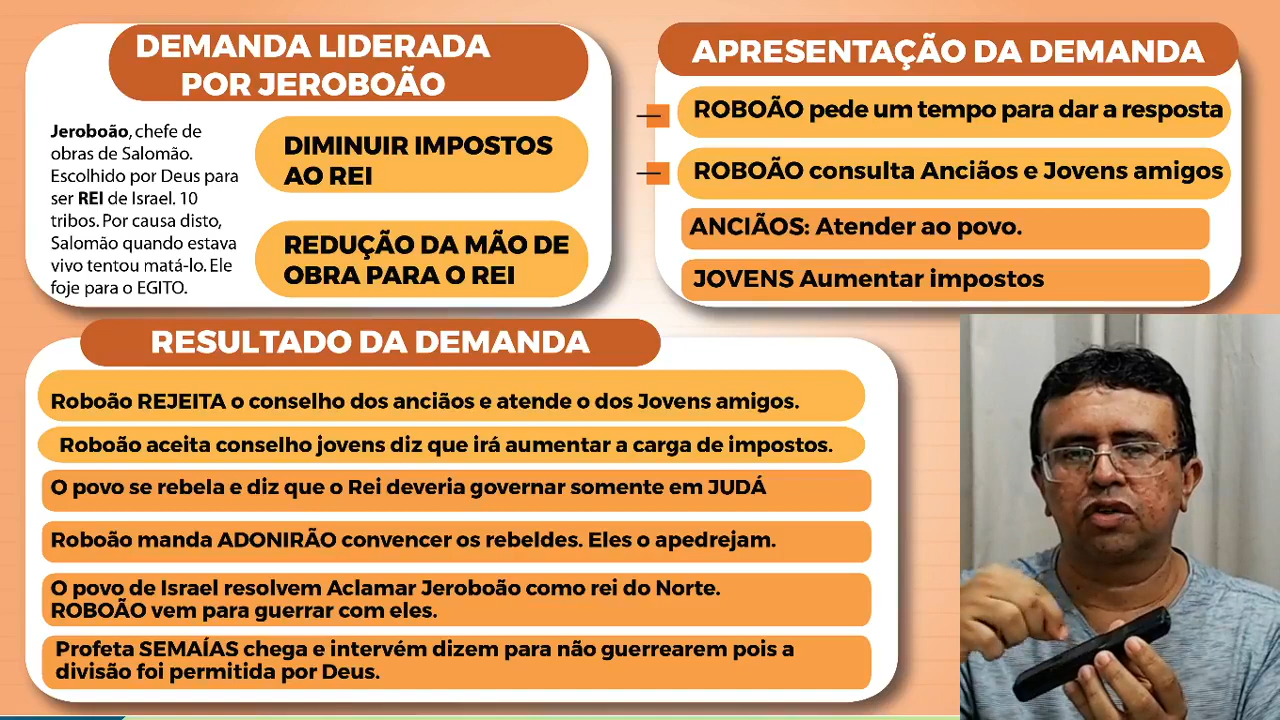 DEMANDA LIDERADA
POR JEROBOÃO
Jeroboão, chefe de
obras de Salomão.
Escolhido por Deus para
ser REI de Israel. 10
tribos. Por causa disto,
Salomão quando estava
vivo tentou matá-lo. Ele
foje para o EGITO.
DIMINUIR IMPOSTOS
AO REI
REDUÇÃO DA MÃO DE
OBRA PARA O REI
APRESENTAÇÃO DA DEMANDA
ROBOÃO pede um tempo para dar a resposta
ROBOÃO consulta Anciãos e Jovens amigos
ANCIÃOS: Atender ao povo.
JOVENS Aumentar impostos
RESULTADO DA DEMANDA
Roboão REJEITA o conselho dos anciãos e atende o dos Jovens amigos.
Roboão aceita conselho jovens diz que irá aumentar a carga de impostos.
O povo se rebela e diz que o Rei deveria governar somente em JUDÁ
Roboão manda ADONIRÃO convencer os rebeldes. Eles o apedrejam.
O povo de Israel resolvem Aclamar Jeroboão como rei do Norte.
ROBOÃO vem para guerrar com eles.
Profeta SEMAÍAS chega e intervém dizem para não guerrearem pois a
divisão foi permitida por Deus.